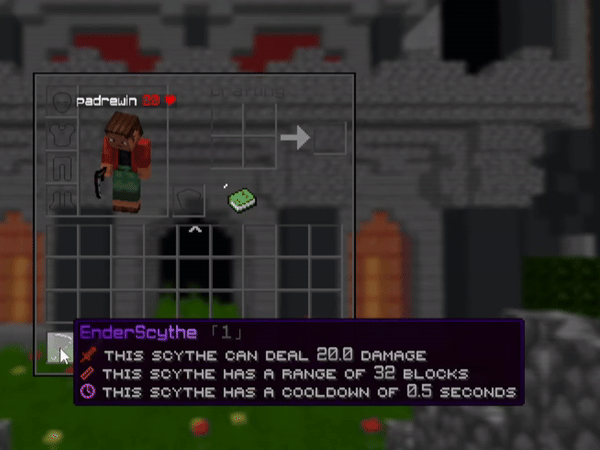 Crafting
padrewin 20
EnderScythe「1」
THIS SCYTHE CAN DEAL 20.0 DAMAGE
THIS SCYTHE HAS A RANGE OF 32 BLOCKS
THIS SCYTHE HAS A COOLDOWN OF 0.5 SECONDS